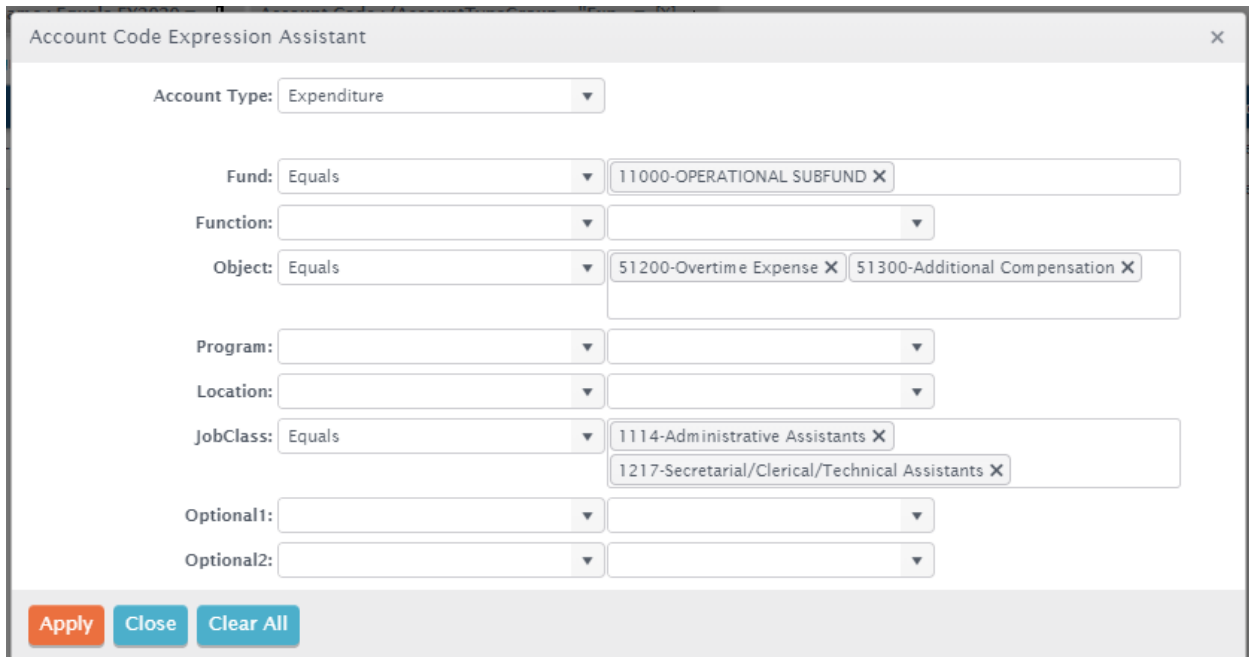 Account Code Expression Assistant ×
Account Type: Expenditure
Fund: Equals 11000-OPERATIONAL SUBFUND ✕
Function:
Object: Equals 51200-Overtime Expense ✕ 51300-Additional Compensation ✕
Program:
Location:
JobClass: Equals 1114-Administrative Assistants ✕
1217-Secretarial/Clerical/Technical Assistants ✕
Optional1:
Optional2:
Apply Close Clear All